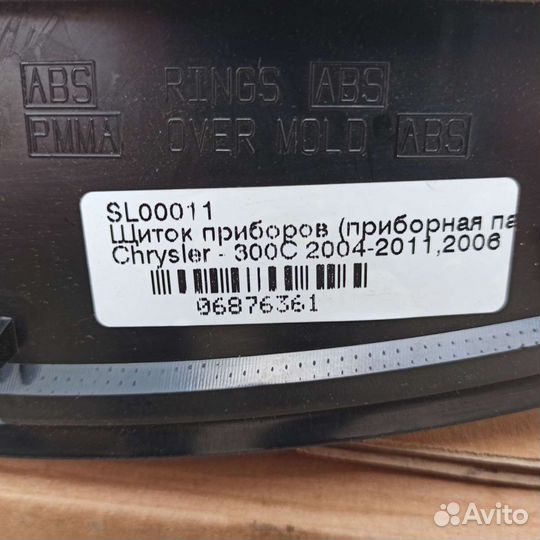 ABS RINGS ABS
PMMA OVER MOLD ABS
SL00011
Щиток приборов (приборная па
Chrysler - 300C 2004-2011,2006
06876361
Avito